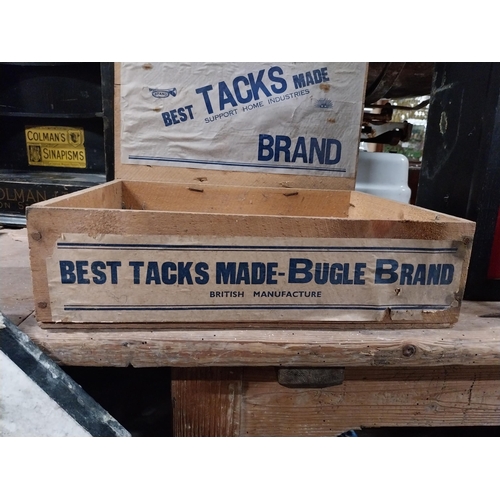 COLMAN'S
SINAPISMS
BEST TACKS MADE
SUPPORT HOME INDUSTRIES
BRAND
BEST TACKS MADE-BUGLE BRAND
BRITISH MANUFACTURE